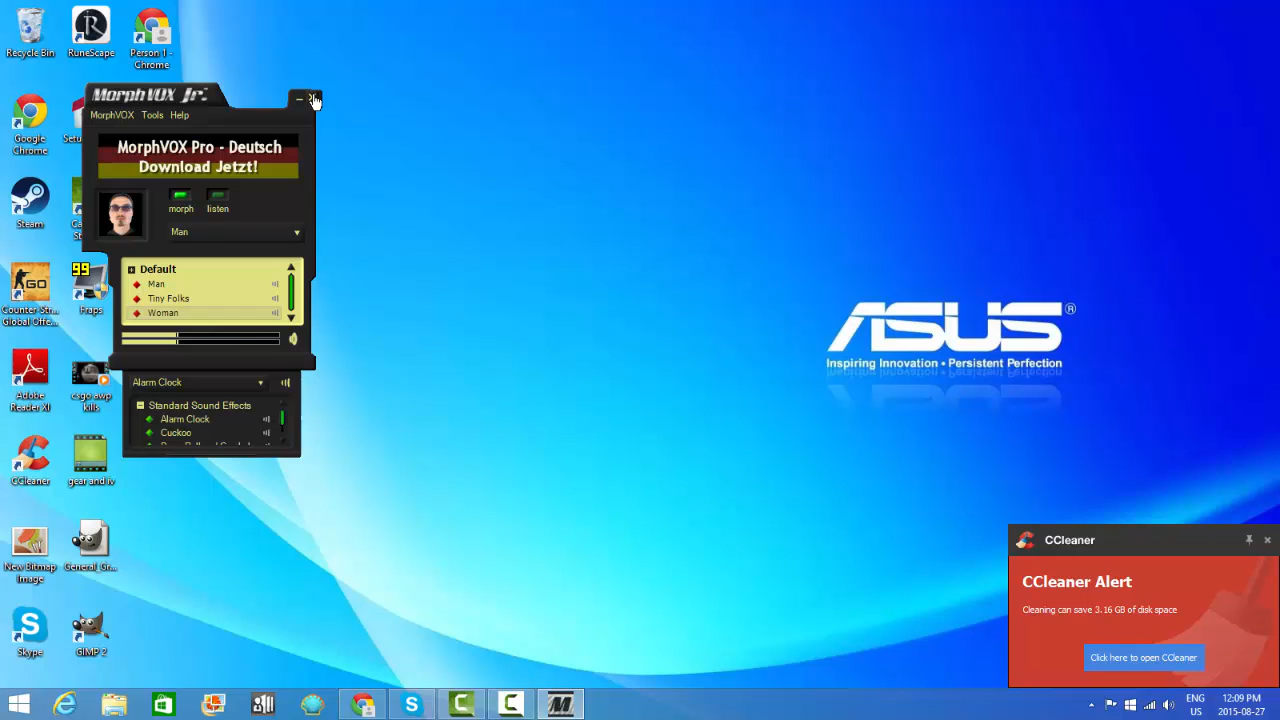 Recycle Bin
RuneScape
Person 1 -
Chrome
Google
Chrome
Steam
Counter-Str...
Global Offe...
99
Fraps
GO
Adobe
Reader XI
csgo awp
kills
CCleaner
gear and iv
New Bitmap
Image
Skype
GIMP 2
MorphVOX Jr.
MorphVOX Tools Help
MorphVOX Pro - Deutsch
Download Jetzt!
morph listen
Man
Default
Man
Tiny Folks
Woman
Alarm Clock
Standard Sound Effects
Alarm Clock
Cuckoo
ASUS®
Inspiring Innovation • Persistent Perfection
CCleaner
CCleaner Alert
Cleaning can save 3.16 GB of disk space
Click here to open CCleaner
ENG
US
12:09 PM
2015-08-27